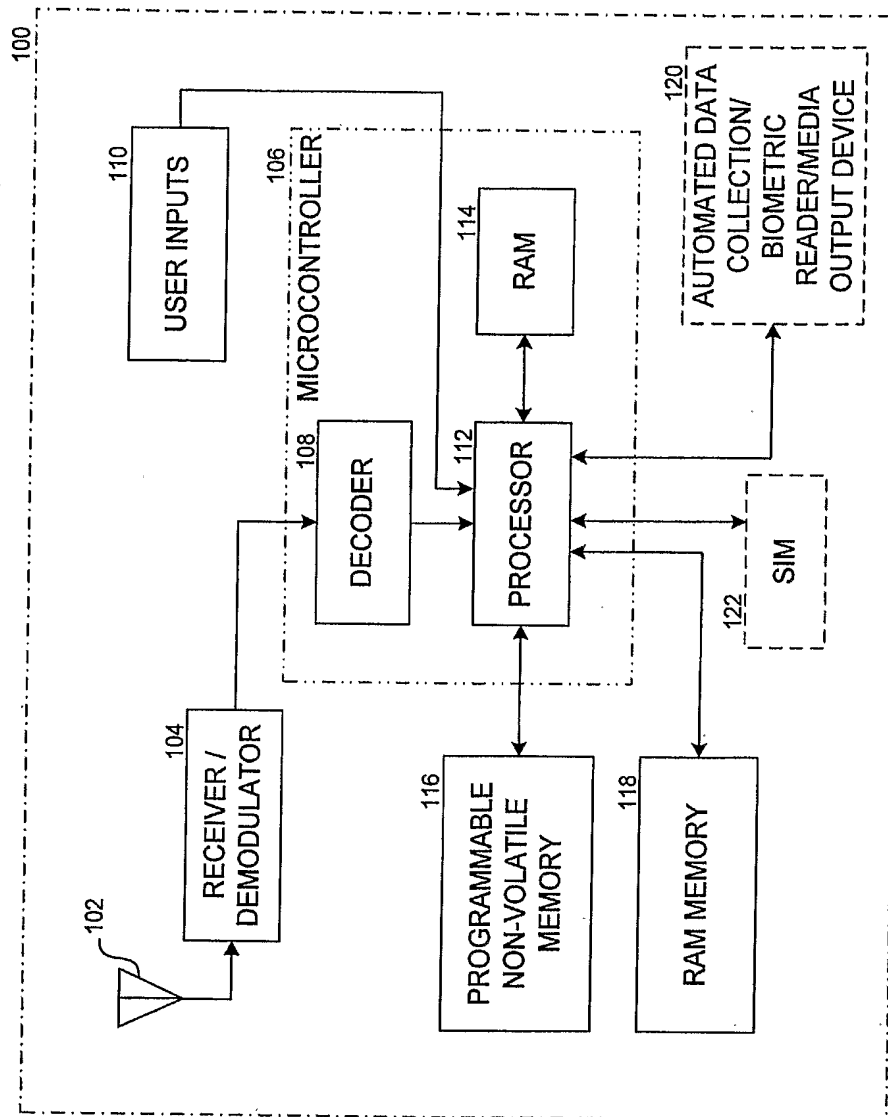 100
102
104
RECEIVER /
DEMODULATOR
110
USER INPUTS
106
MICROCONTROLLER
108
DECODER
112
PROCESSOR
114
RAM
116
PROGRAMMABLE
NON-VOLATILE
MEMORY
118
RAM MEMORY
122
SIM
120
AUTOMATED DATA
COLLECTION/
BIOMETRIC
READER/MEDIA
OUTPUT DEVICE